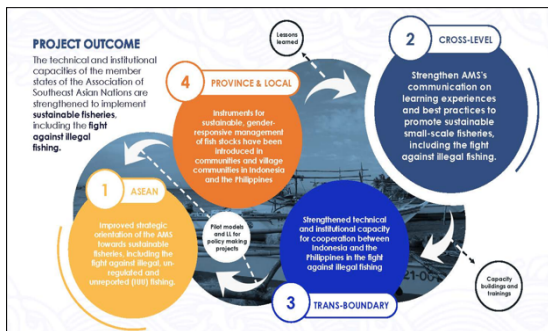 PROJECT OUTCOME
The technical and institutional
capacities of the member
states of the Association of
Southeast Asian Nations are
strengthened to implement
sustainable fisheries,
including the fight
against illegal
fishing.
1 ASEAN
Improved strategic
orientation of the AMS
towards sustainable
fisheries, including the
fight against illegal, un-
regulated and
unreported (IUU) fishing.
2 CROSS-LEVEL
Strengthen AMS's
communication on
learning experiences
and best practices to
promote sustainable
small-scale fisheries,
including the fight
against illegal fishing.
Strengthened technical
and institutional capacity
for cooperation between
Indonesia and the
Philippines in the fight
against illegal fishing
3 TRANS-BOUNDARY
4 PROVINCE & LOCAL
Instruments for
sustainable, gender-
responsive management
of fish stocks have been
introduced in
communities and village
communities in Indonesia
and the Philippines
Lessons
learned
Pilot models
and LL for
policy making
projects
Capacity
buildings and
trainings